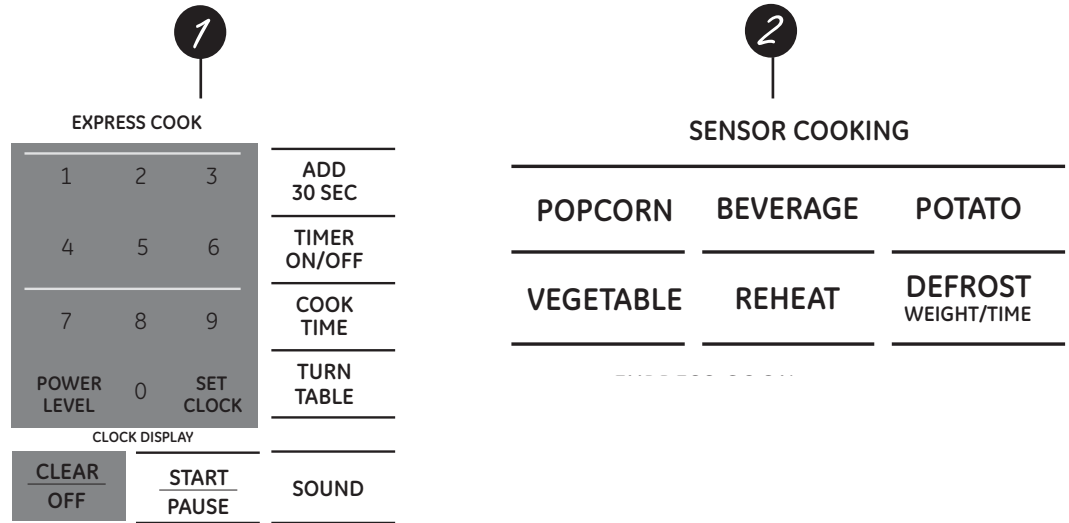 1
EXPRESS COOK
1 2 3
ADD
30 SEC
4 5 6
TIMER
ON/OFF
7 8 9
COOK
TIME
POWER
LEVEL
0
SET
CLOCK
TURN
TABLE
CLOCK DISPLAY
CLEAR
OFF
START
PAUSE
SOUND
2
SENSOR COOKING
POPCORN BEVERAGE POTATO
VEGETABLE REHEAT DEFROST
WEIGHT/TIME